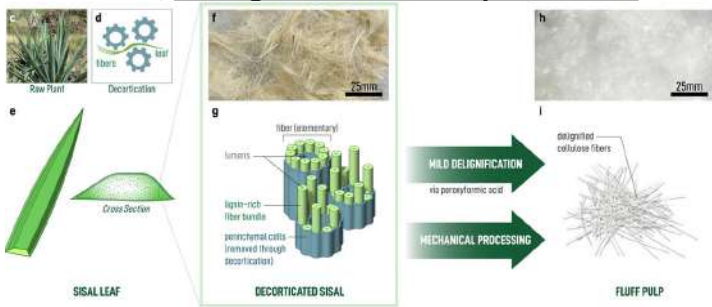 c
d
fibers
leaf
Raw Plant
Decortication
e
Cross Section
SISAL LEAF
f
25mm
g
fiber (elementary)
lumens
lignin-rich
fiber bundle
perinchymal cells
(removed through
decortication)
DECORTICATED SISAL
MILD DELIGNIFICATION
via peroxyformic acid
MECHANICAL PROCESSING
h
25mm
i
delignified
cellulose fibers
FLUFF PULP